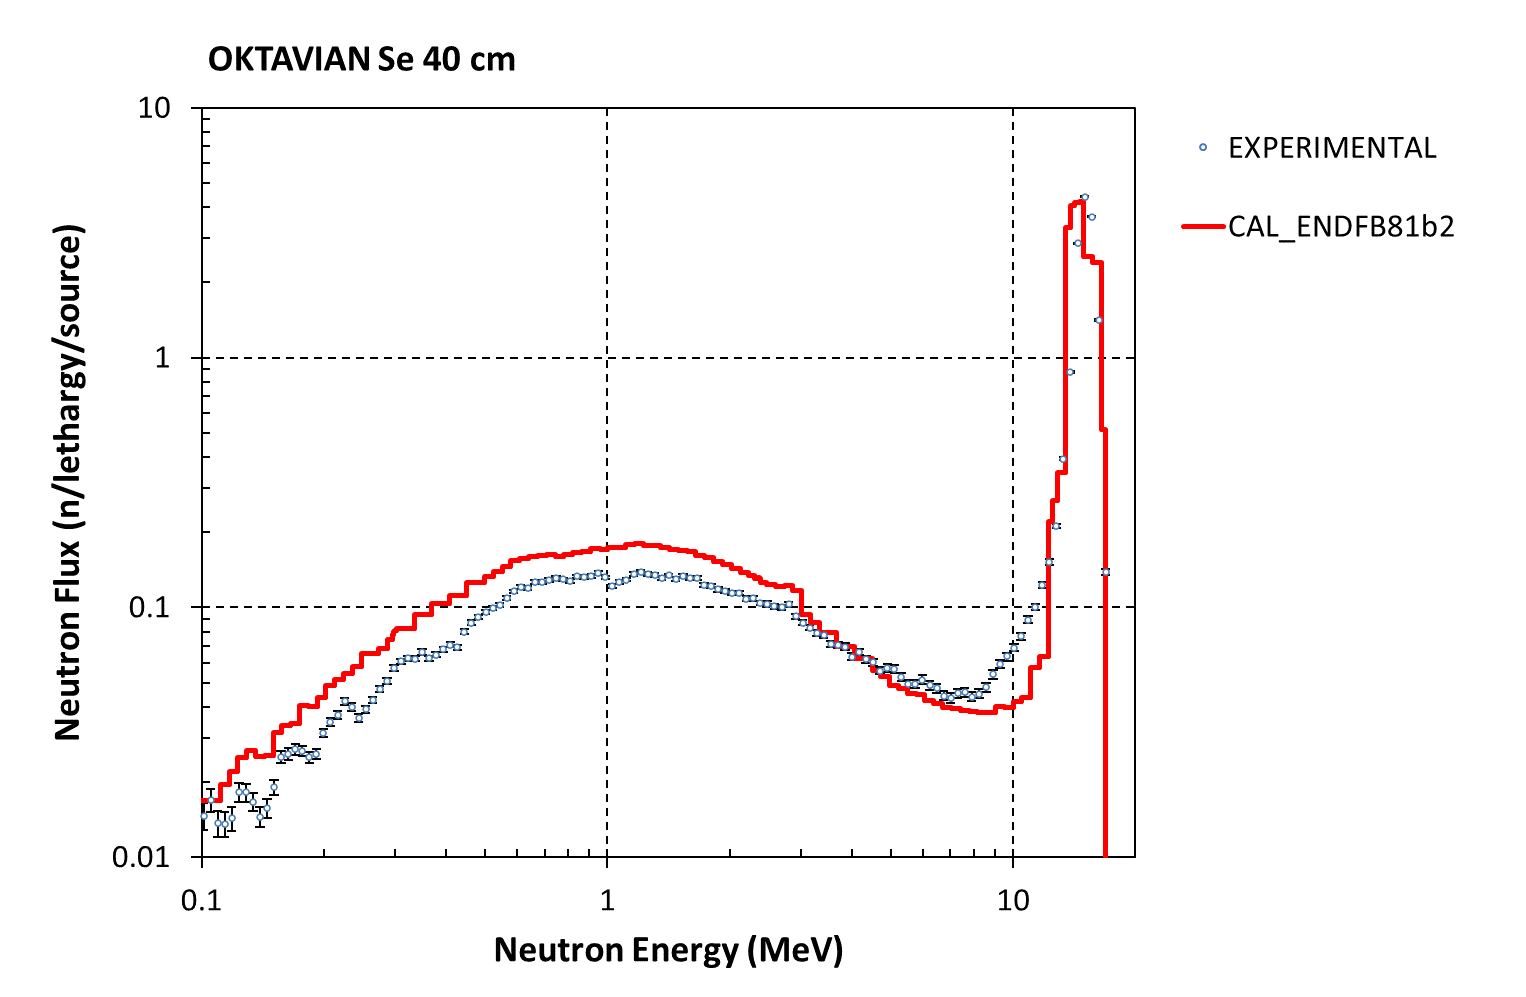 OKTAVIAN Se 40 cm
10
1
0.1
0.01
0.1
1
10
Neutron Flux (n/lethargy/source)
Neutron Energy (MeV)
EXPERIMENTAL
CAL_ENDFB81b2